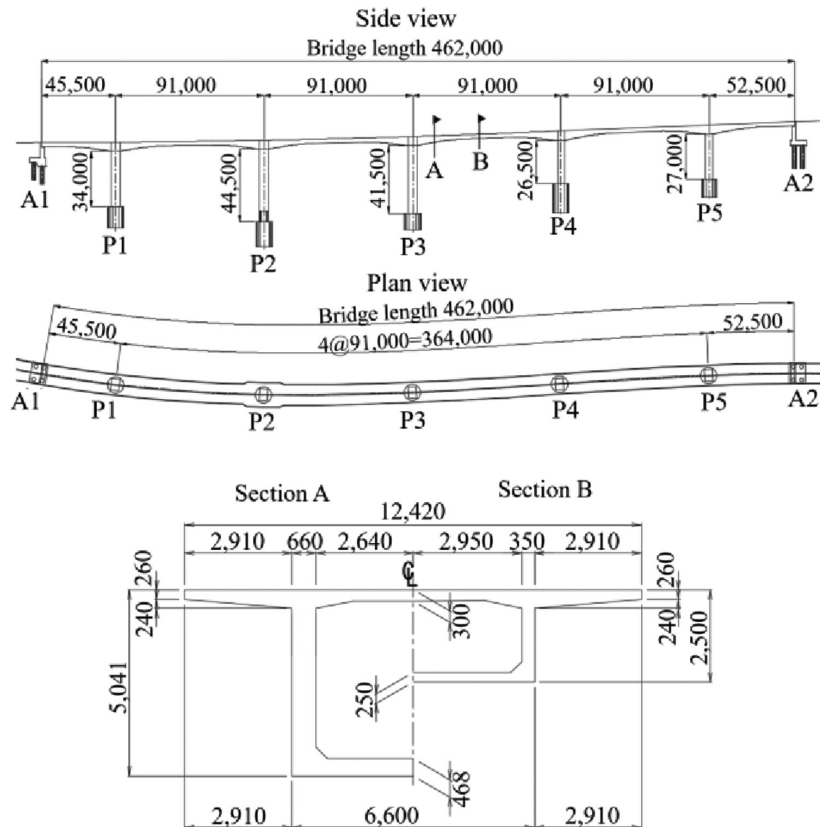 Side view
Bridge length 462,000
45,500 91,000 91,000 91,000 91,000 52,500
34,000 44,500 41,500 A B 26,500 27,000
A1 P1 P2 P3 P4 P5 A2
Plan view
Bridge length 462,000
45,500 4@91,000=364,000 52,500
A1 P1 P2 P3 P4 P5 A2
Section A Section B
12,420
2,910 660 2,640 2,950 350 2,910
260 240 5,041 ℄ 300 260 240 2,500
250 468
2,910 6,600 2,910